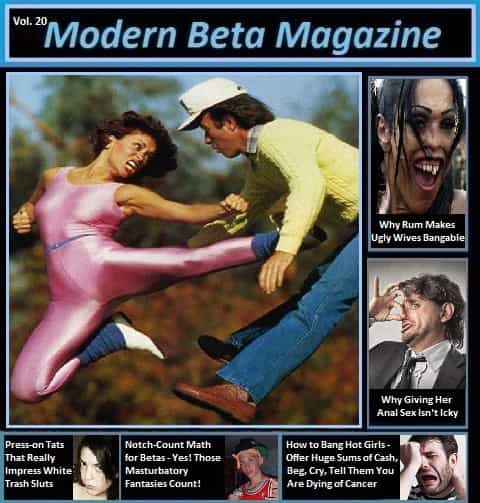 Vol. 20
Modern Beta Magazine
Why Rum Makes
Ugly Wives Bangable
Why Giving Her
Anal Sex Isn't Icky
Press-on Tats
That Really
Impress White
Trash Sluts
Notch-Count Math
for Betas - Yes! Those
Masturbatory
Fantasies Count!
How to Bang Hot Girls -
Offer Huge Sums of Cash,
Beg, Cry, Tell Them You
Are Dying of Cancer